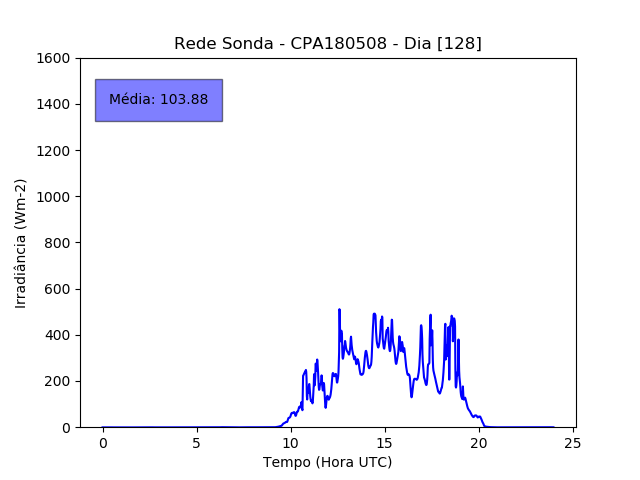 Rede Sonda - CPA180508 - Dia [128]
1600
1400
1200
1000
800
600
400
200
0
Média: 103.88
Irradiância (Wm-2)
0 5 10 15 20 25
Tempo (Hora UTC)